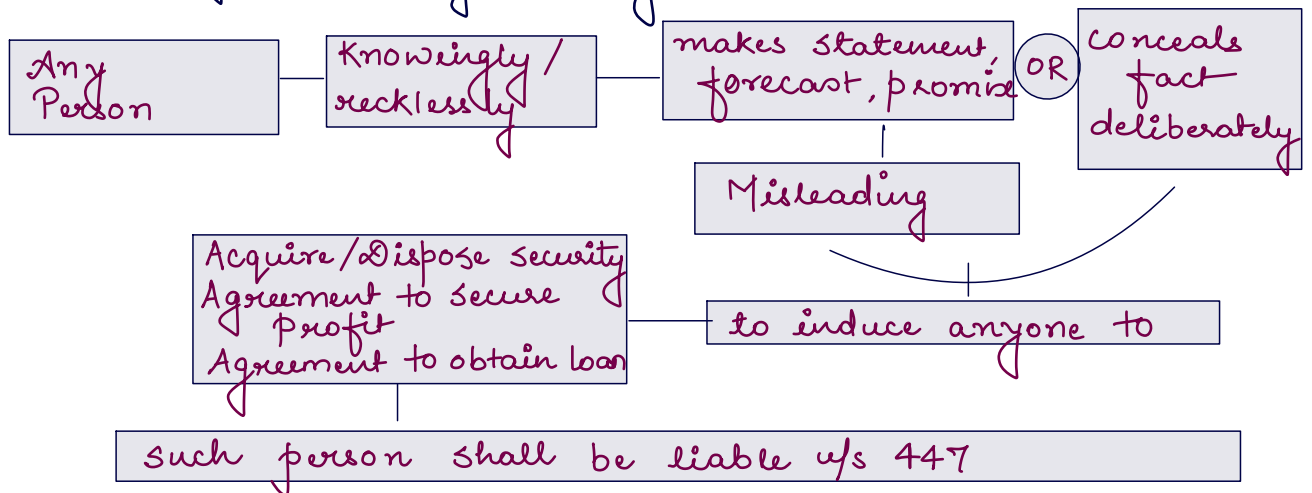 Any
Person
Knowingly/
recklessly
makes statement,
forecast, promise
OR
conceals
fact
deliberately
Misleading
to induce anyone to
Acquire/Dispose security
Agreement to secure
profit
Agreement to obtain loan
such person shall be liable u/s 447